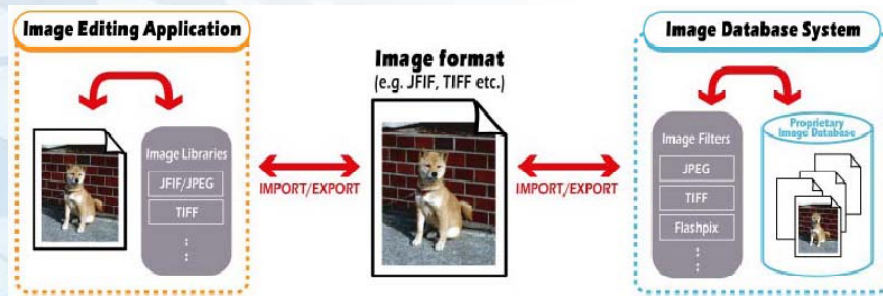 Image Editing Application
Image Libraries
JFIF/JPEG
TIFF
:
:
IMPORT/EXPORT
Image format
(e.g. JFIF, TIFF etc.)
IMPORT/EXPORT
Image Database System
Image Filters
JPEG
TIFF
Flashpix
:
:
Proprietary
Image Database